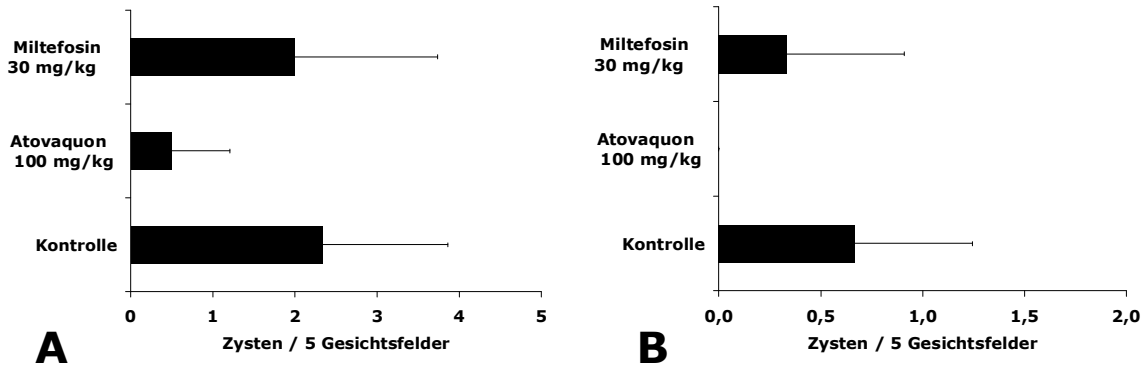 Miltefosin
30 mg/kg
Atovaquon
100 mg/kg
Kontrolle
0 1 2 3 4 5
Zysten / 5 Gesichtsfelder
A
Miltefosin
30 mg/kg
Atovaquon
100 mg/kg
Kontrolle
0,0 0,5 1,0 1,5 2,0
Zysten / 5 Gesichtsfelder
B